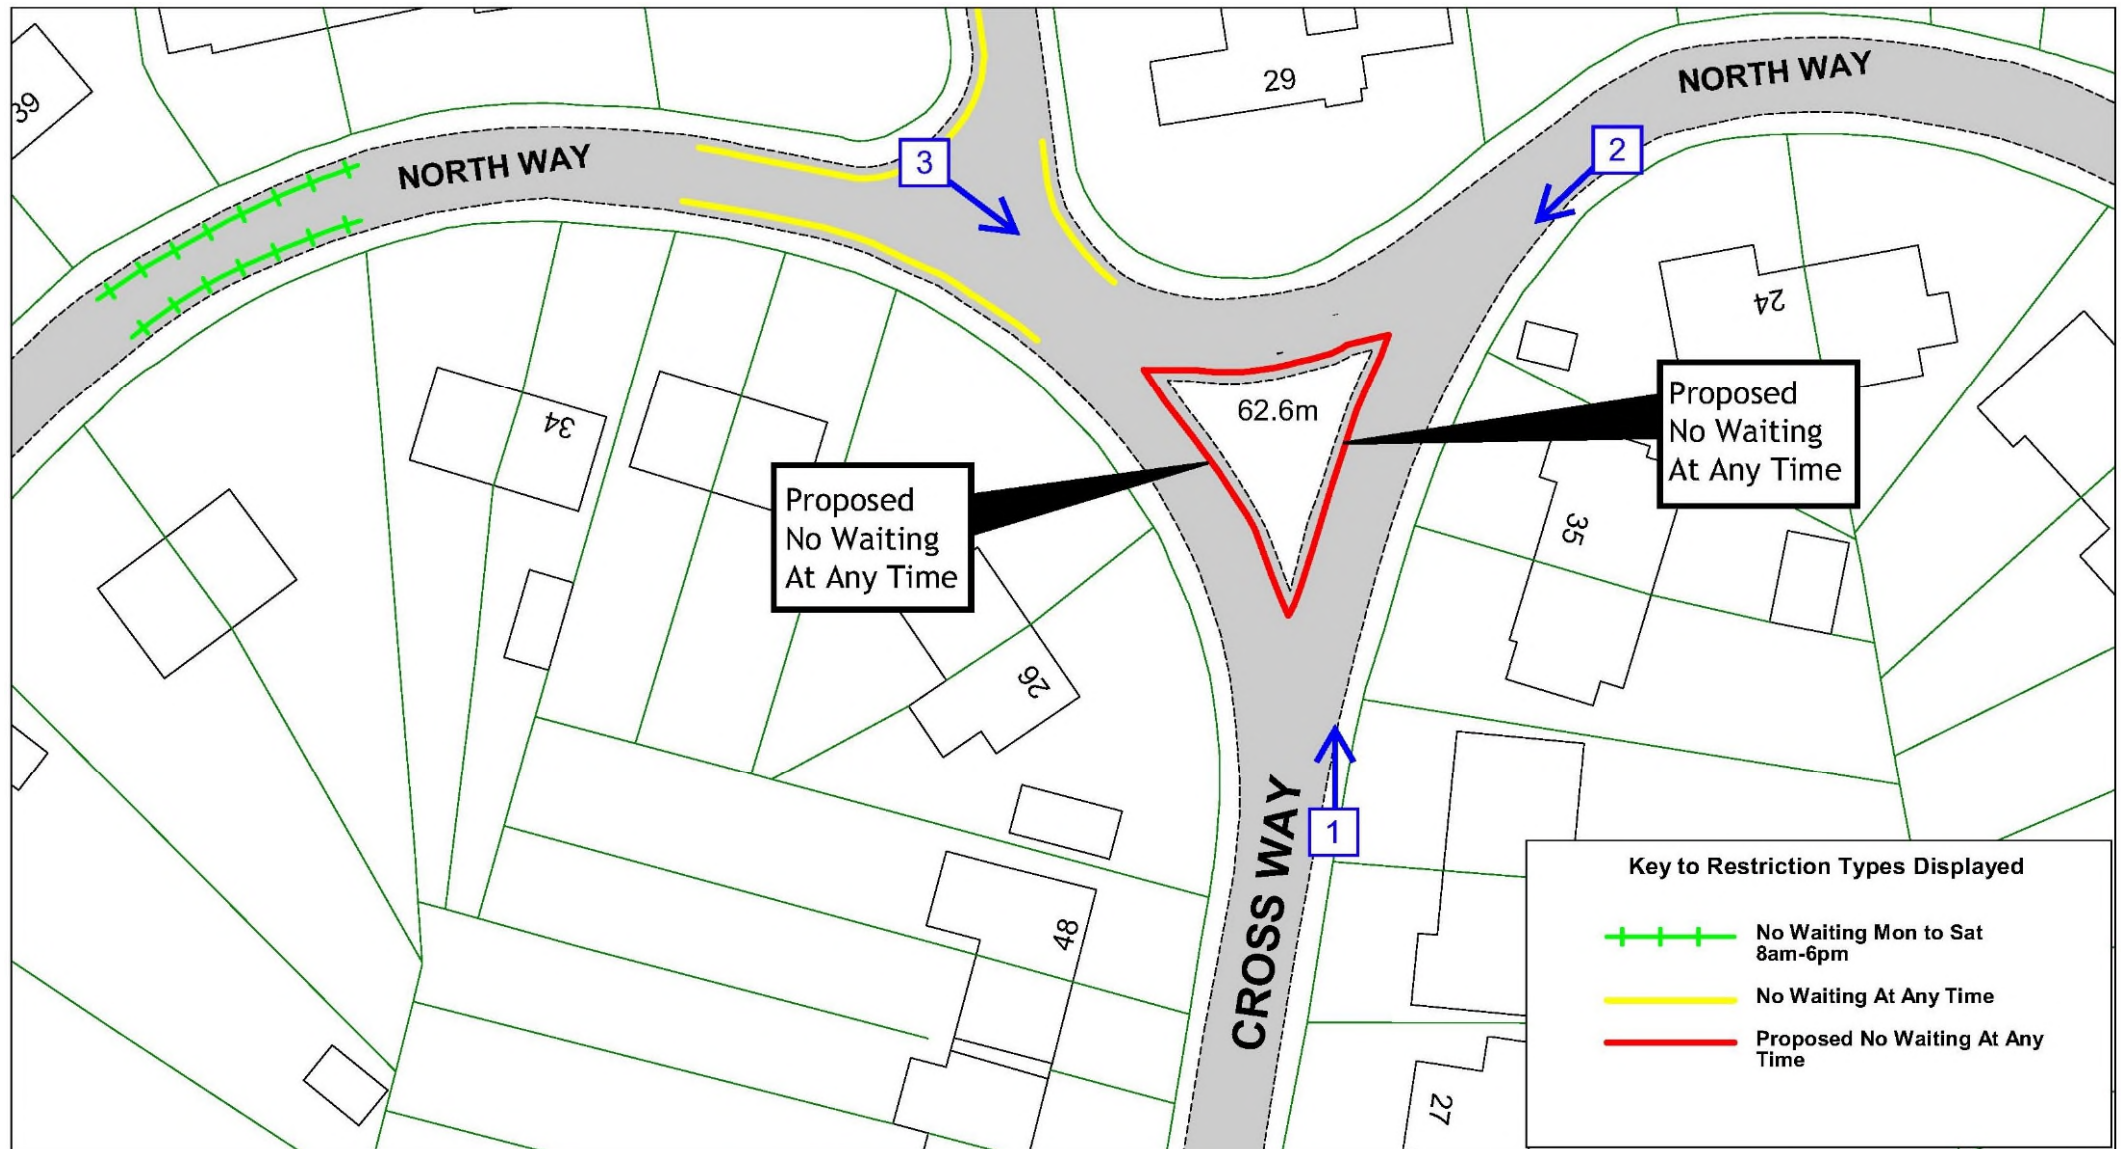 39
29
NORTH WAY
NORTH WAY
3
2
24
34
62.6m
Proposed
No Waiting
At Any Time
Proposed
No Waiting
At Any Time
35
26
1
CROSS WAY
48
27
Key to Restriction Types Displayed
No Waiting Mon to Sat
8am-6pm
No Waiting At Any Time
Proposed No Waiting At Any
Time